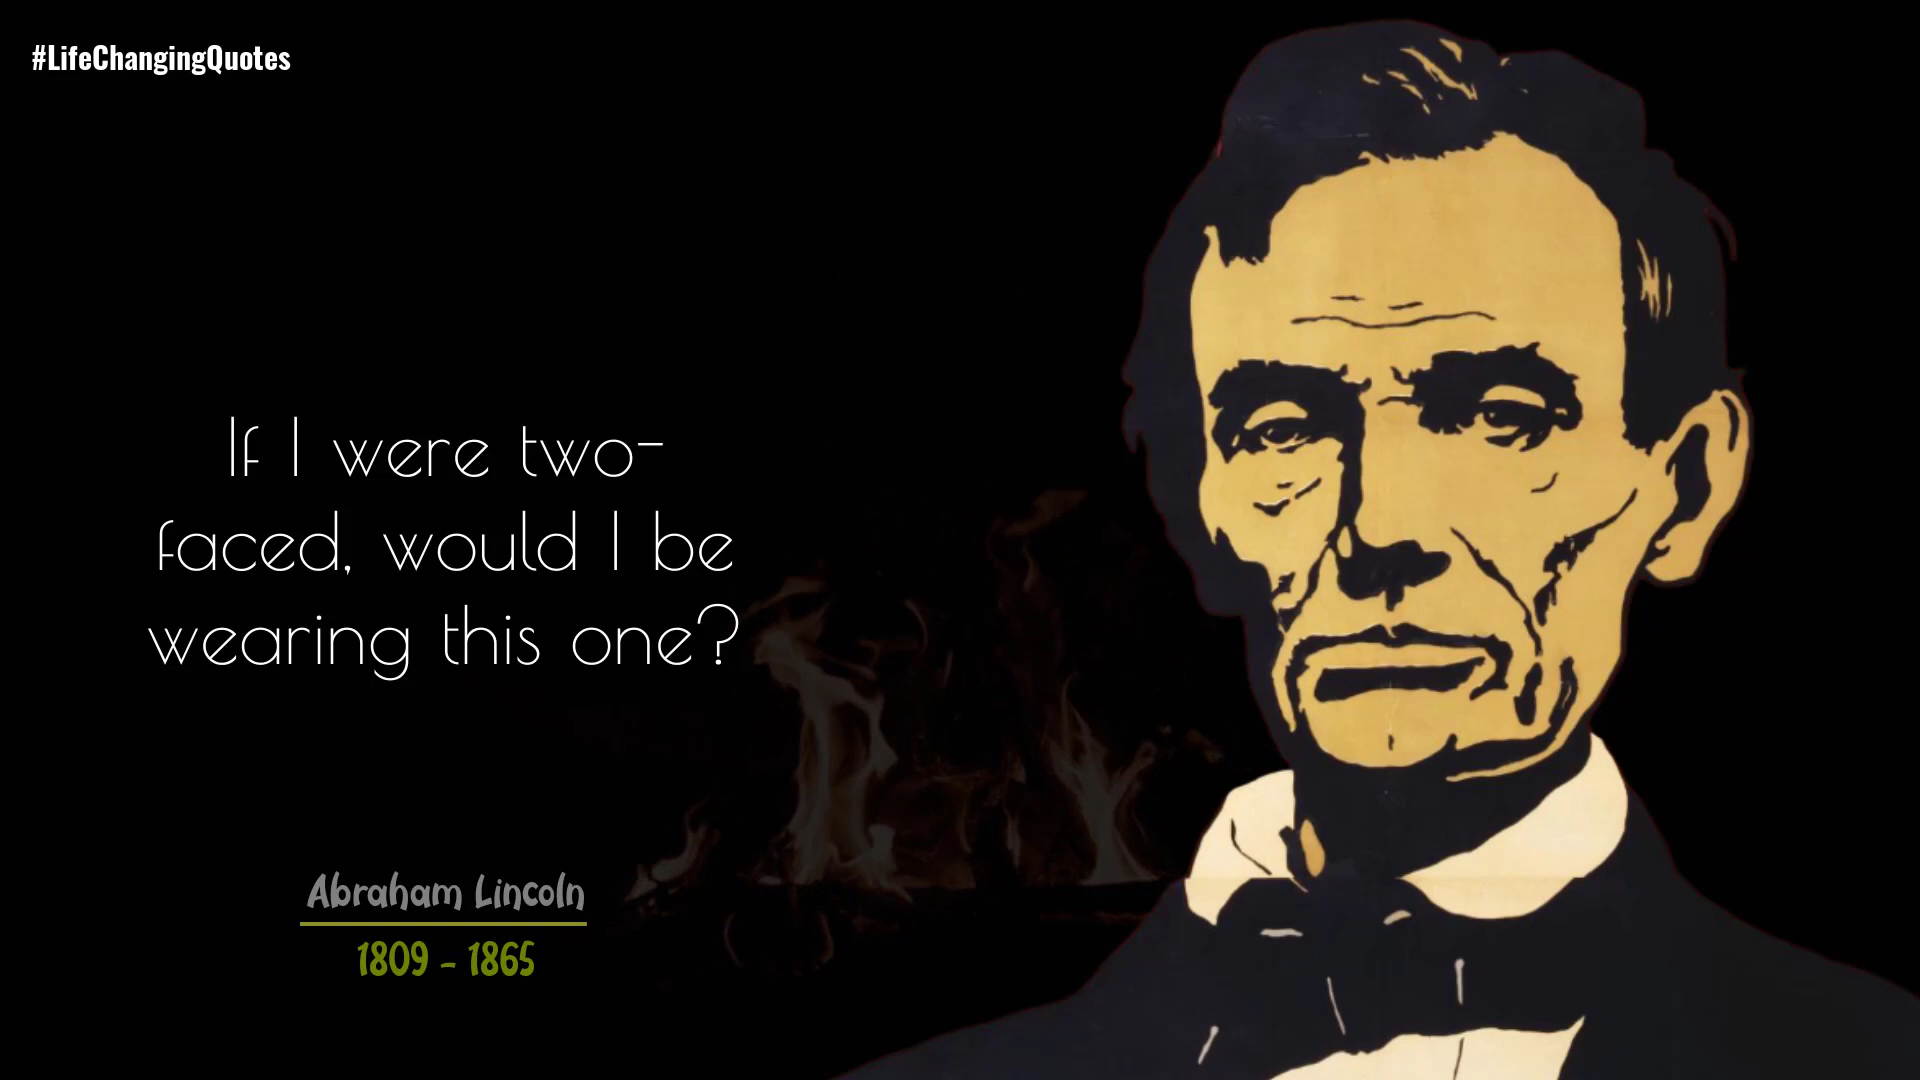 #LifeChangingQuotes
If I were two-
faced, would I be
wearing this one?
Abraham Lincoln
1809 - 1865